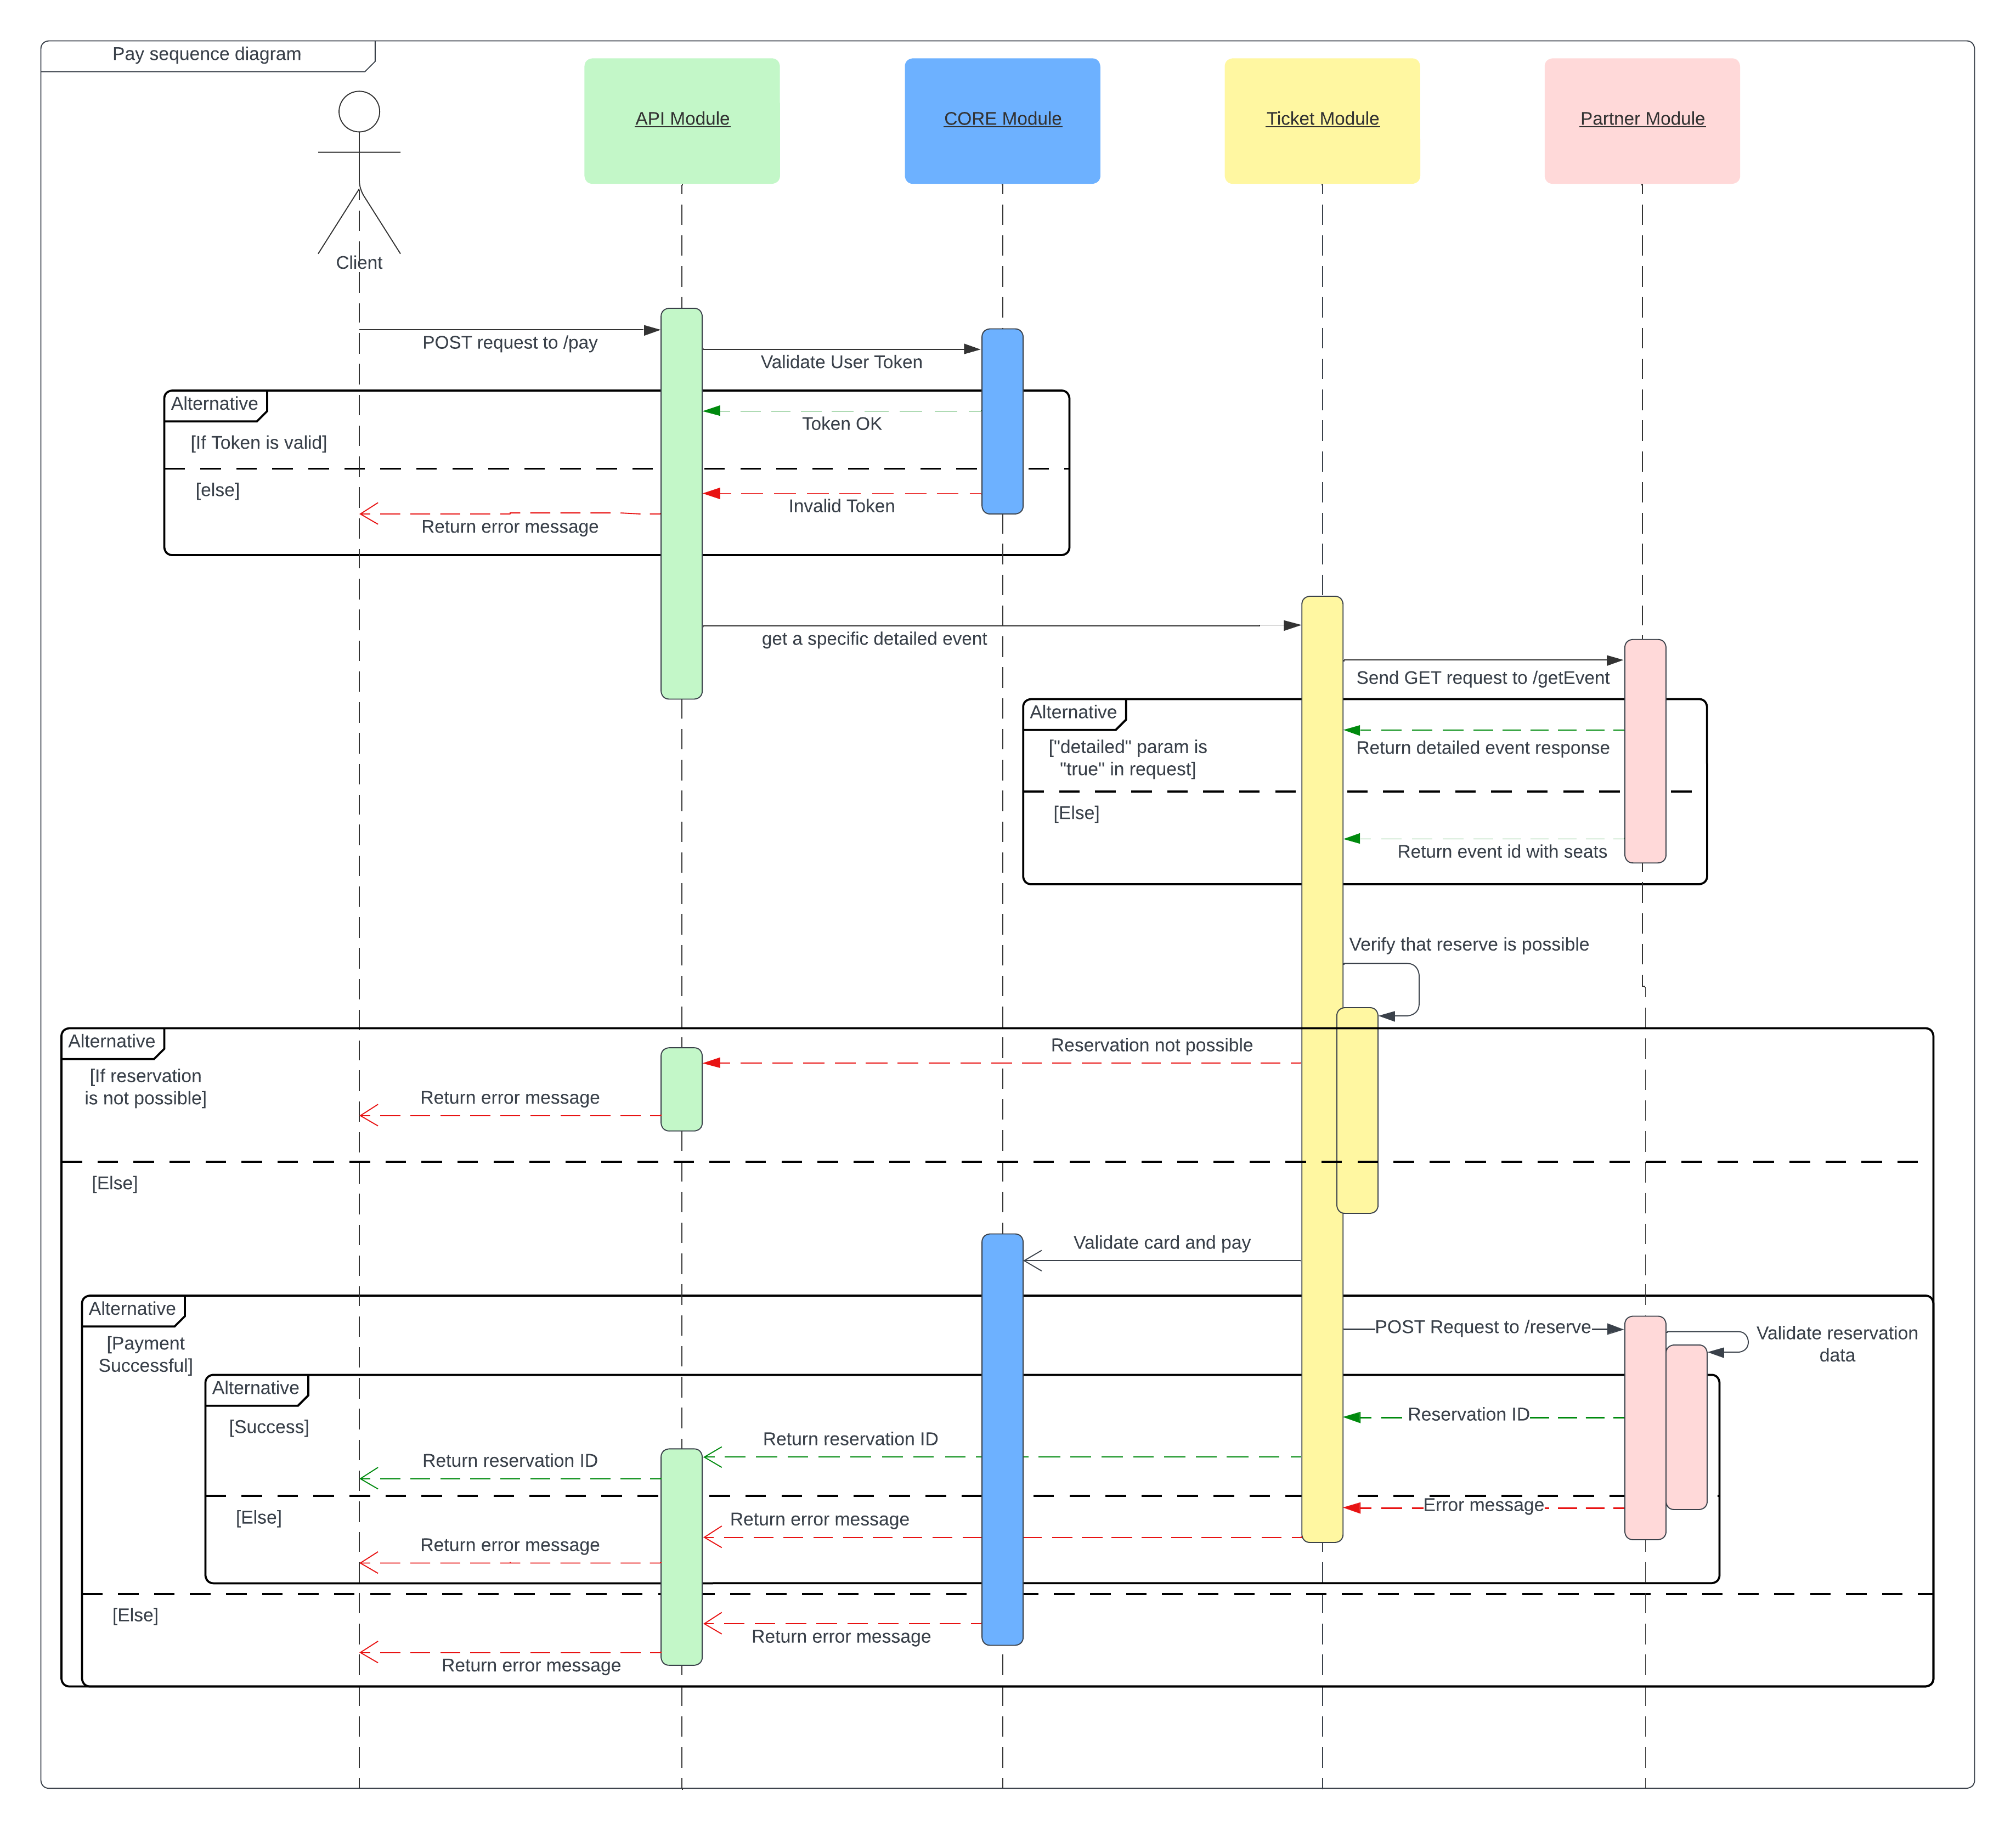 Pay sequence diagram
API Module
CORE Module
Ticket Module
Partner Module
Client
POST request to /pay
Validate User Token
Alternative
Token OK
[If Token is valid]
[else]
Invalid Token
Return error message
get a specific detailed event
Send GET request to /getEvent
Alternative
["detailed" param is
"true" in request]
Return detailed event response
[Else]
Return event id with seats
Verify that reserve is possible
Alternative
Reservation not possible
[If reservation
is not possible]
Return error message
[Else]
Validate card and pay
Alternative
[Payment
Successful]
POST Request to /reserve
Validate reservation
data
Alternative
[Success]
Reservation ID
Return reservation ID
Return reservation ID
[Else]
Error message
Return error message
Return error message
[Else]
Return error message
Return error message